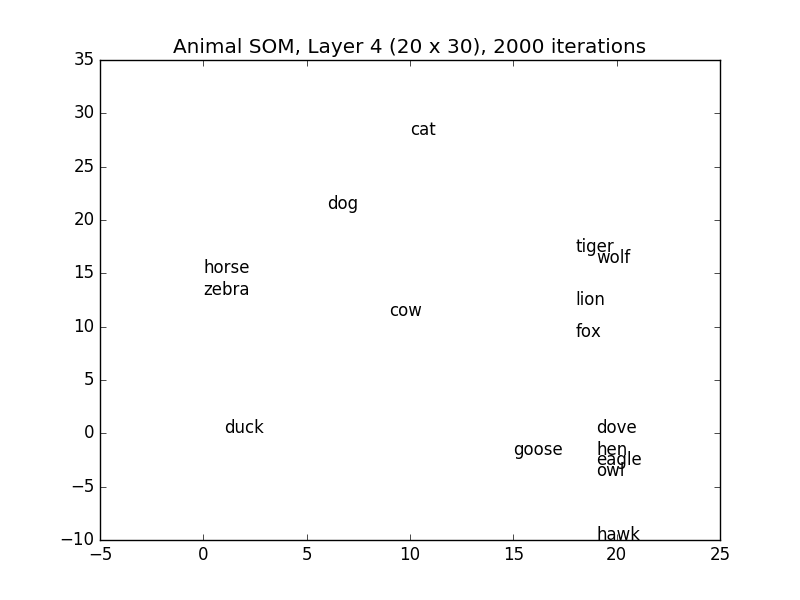 Animal SOM, Layer 4 (20 x 30), 2000 iterations
35
30
25
20
15
10
5
0
−5
−10
cat
dog
tiger
wolf
horse
zebra
lion
cow
fox
duck
dove
goose
hen
eagle
owl
hawk
−5
0
5
10
15
20
25